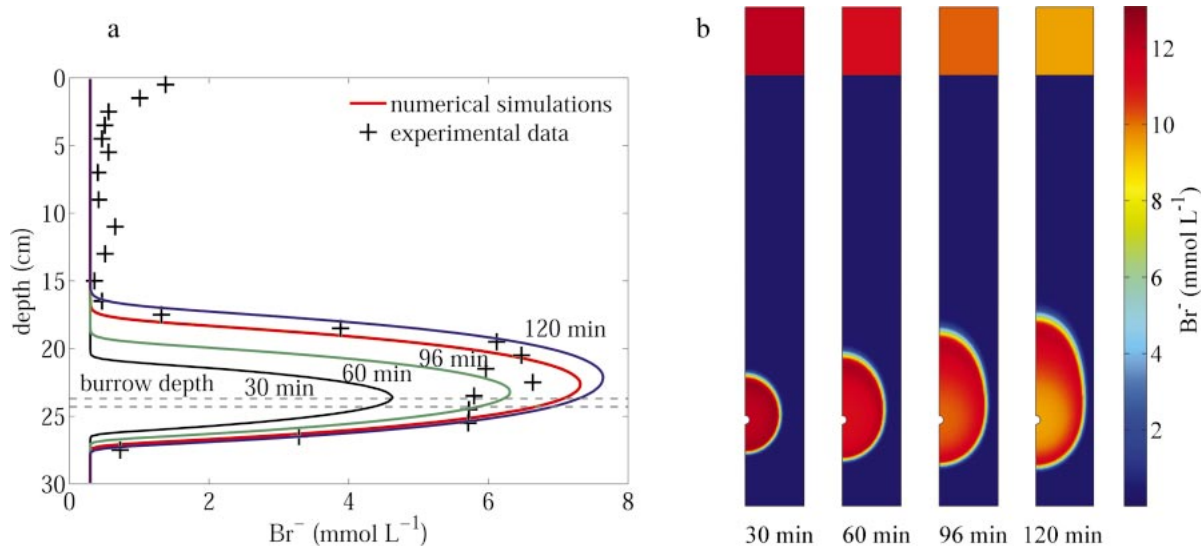 a
0
5
10
15
20
25
30
depth (cm)
numerical simulations
experimental data
burrow depth
30 min
60 min
96 min
120 min
0 2 4 6 8
Br⁻ (mmol L⁻¹)
b
12
10
8
6
4
2
Br⁻ (mmol L⁻¹)
30 min 60 min 96 min 120 min